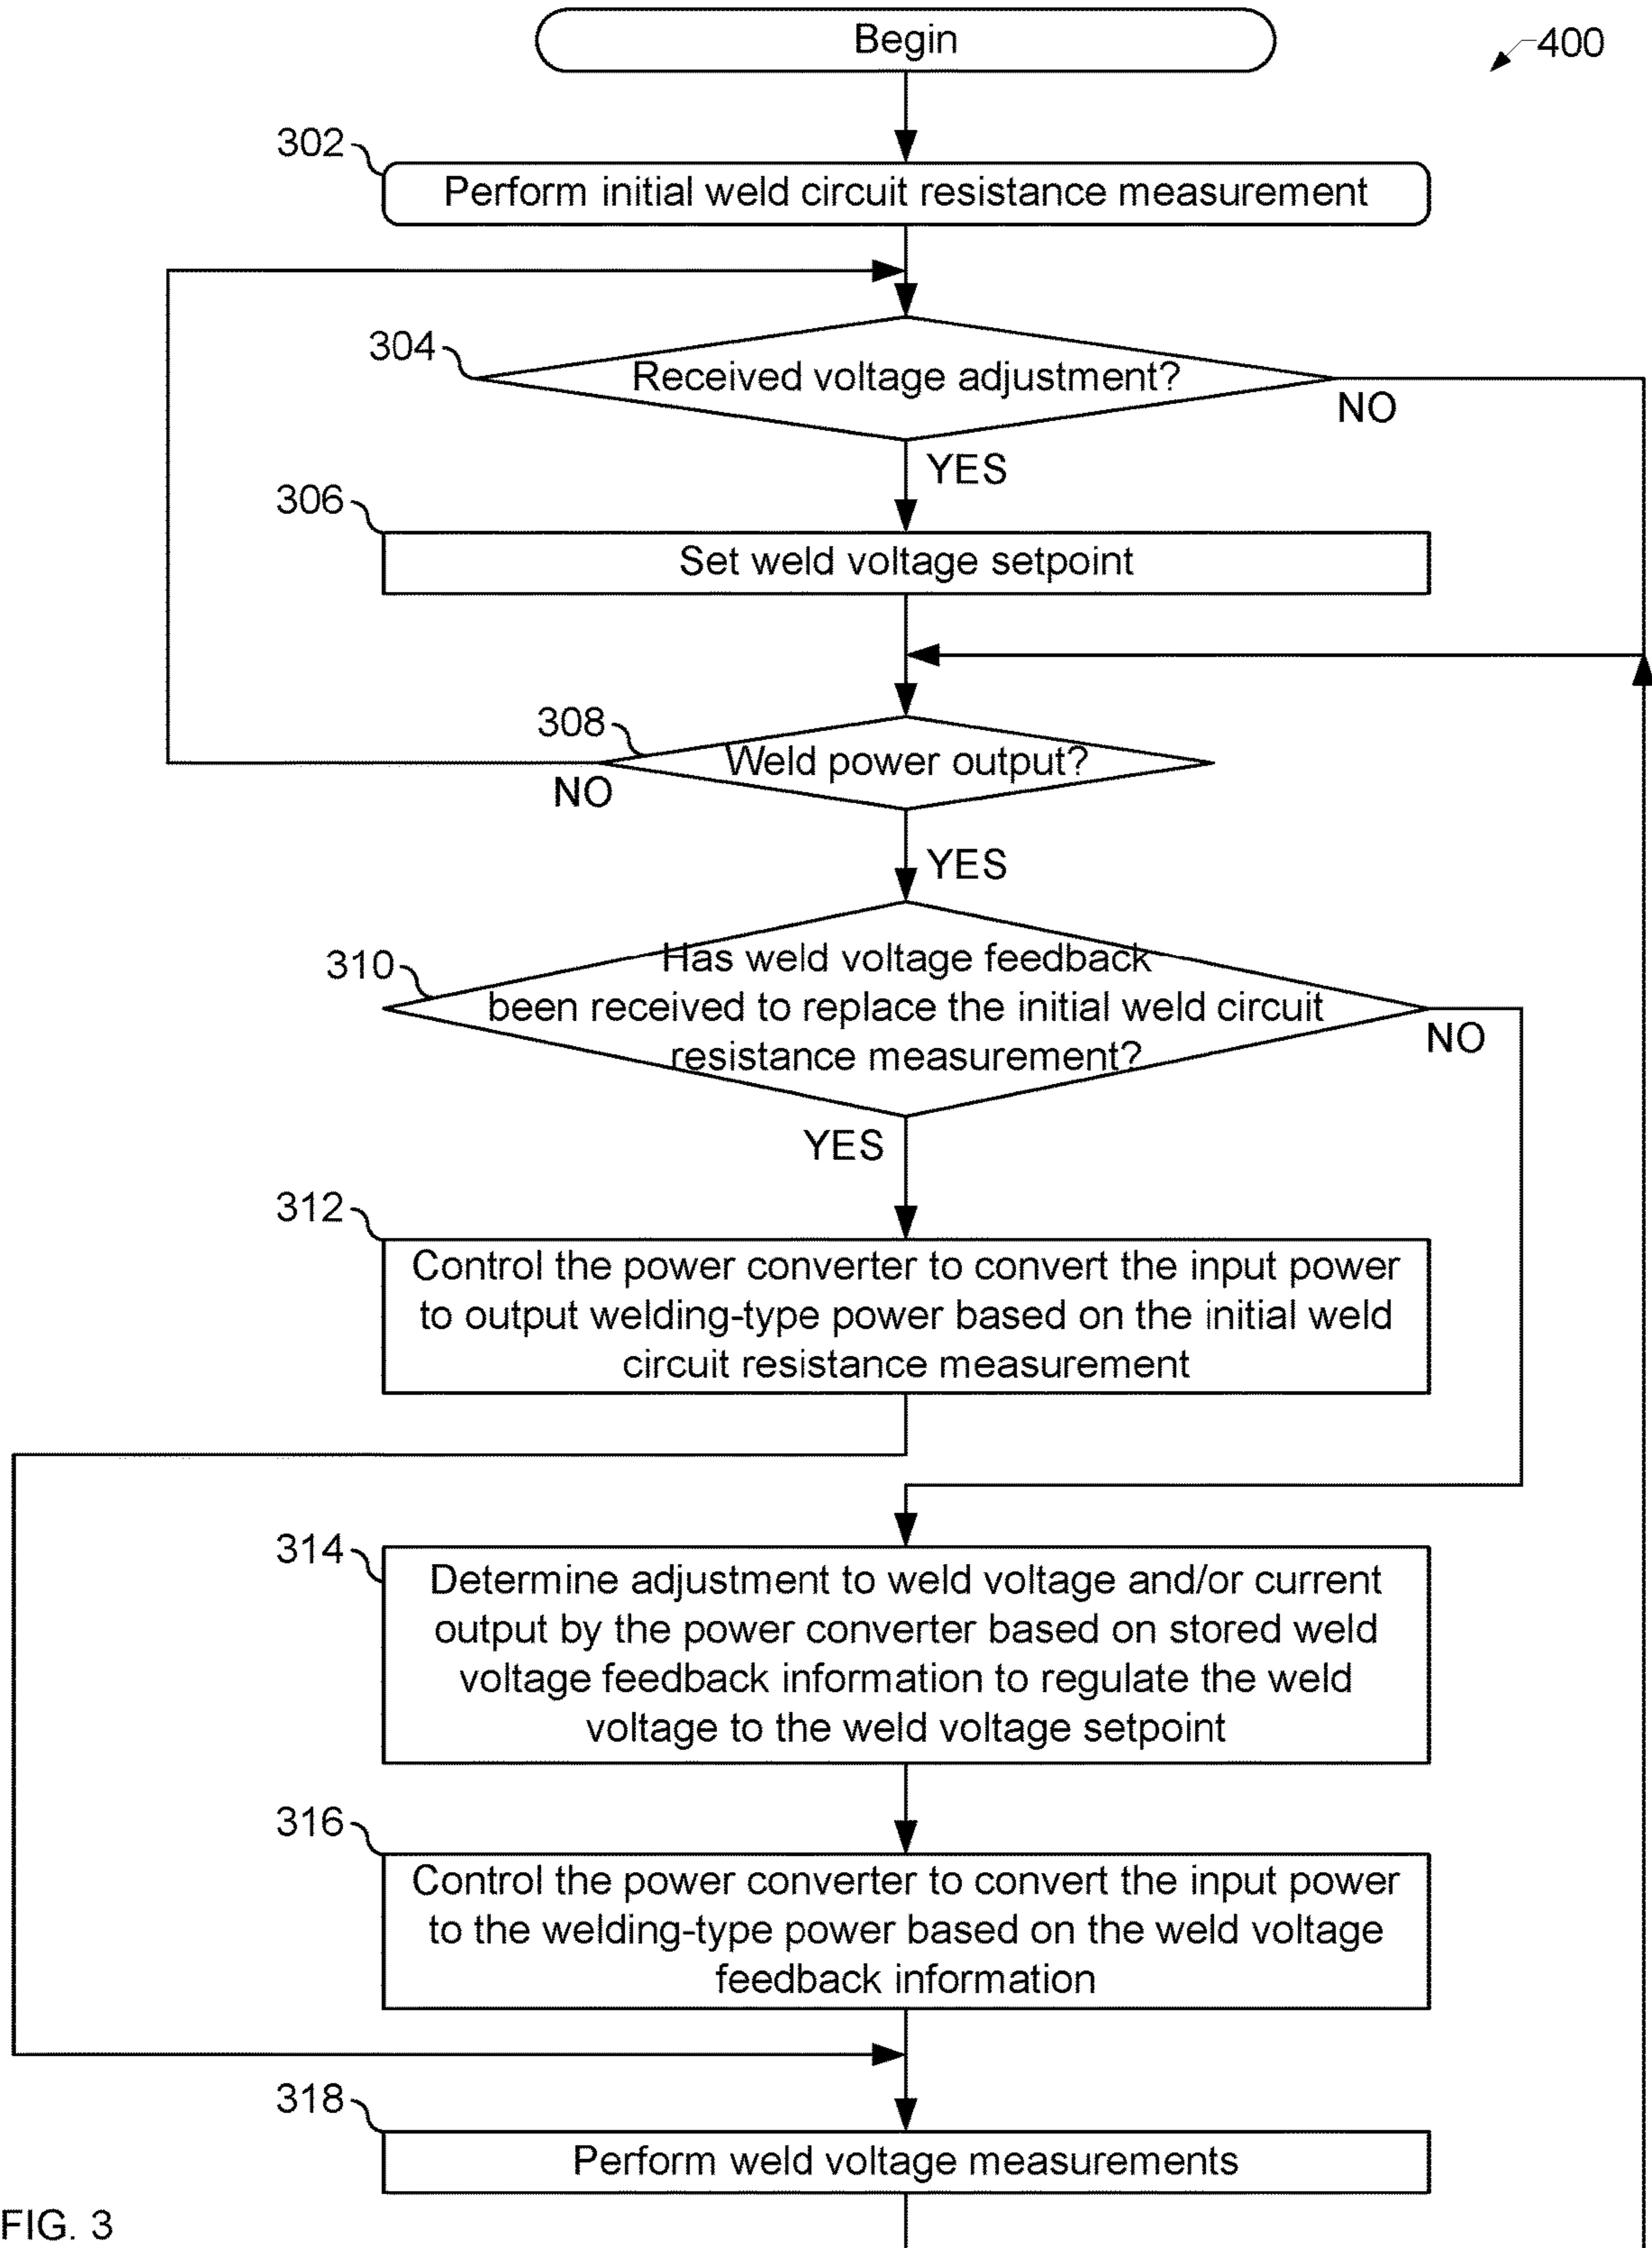 Begin
400
302
Perform initial weld circuit resistance measurement
304
Received voltage adjustment?
NO
YES
306
Set weld voltage setpoint
308
Weld power output?
NO
YES
310
Has weld voltage feedback
been received to replace the initial weld circuit
resistance measurement?
NO
YES
312
Control the power converter to convert the input power
to output welding-type power based on the initial weld
circuit resistance measurement
314
Determine adjustment to weld voltage and/or current
output by the power converter based on stored weld
voltage feedback information to regulate the weld
voltage to the weld voltage setpoint
316
Control the power converter to convert the input power
to the welding-type power based on the weld voltage
feedback information
318
Perform weld voltage measurements
FIG. 3